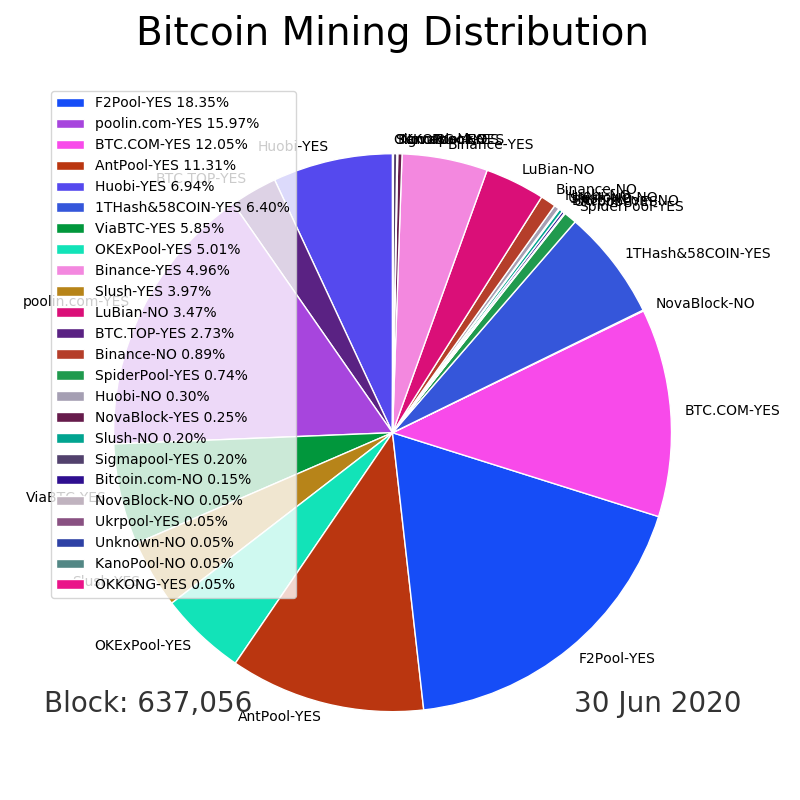 Bitcoin Mining Distribution
F2Pool-YES 18.35%
poolin.com-YES 15.97%
BTC.COM-YES 12.05%
AntPool-YES 11.31%
Huobi-YES 6.94%
1THash&58COIN-YES 6.40%
ViaBTC-YES 5.85%
OKExPool-YES 5.01%
Binance-YES 4.96%
Slush-YES 3.97%
LuBian-NO 3.47%
BTC.TOP-YES 2.73%
Binance-NO 0.89%
SpiderPool-YES 0.74%
Huobi-NO 0.30%
NovaBlock-YES 0.25%
Slush-NO 0.20%
Sigmapool-YES 0.20%
Bitcoin.com-NO 0.15%
NovaBlock-NO 0.05%
Ukrpool-YES 0.05%
Unknown-NO 0.05%
KanoPool-NO 0.05%
OKKONG-YES 0.05%
Huobi-YES
BTC.TOP-YES
poolin.com-YES
ViaBTC-YES
Slush-YES
OKExPool-YES
AntPool-YES
F2Pool-YES
BTC.COM-YES
NovaBlock-NO
1THash&58COIN-YES
SpiderPool-YES
Binance-NO
LuBian-NO
Binance-YES
Block: 637,056
30 Jun 2020